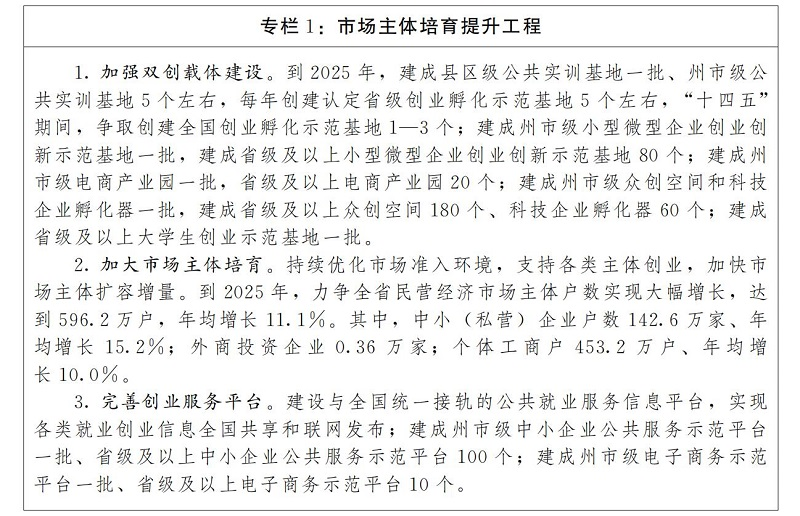 专栏 1：市场主体培育提升工程
1. 加强双创载体建设。到 2025 年，建成县区级公共实训基地一批、州市级公
共实训基地 5 个左右，每年创建认定省级创业孵化示范基地 5 个左右，“十四五”
期间，争取创建全国创业孵化示范基地 1—3 个；建成州市级小型微型企业创业创
新示范基地一批，建成省级及以上小型微型企业创业创新示范基地 80 个；建成州
市级电商产业园一批，省级及以上电商产业园 20 个；建成州市级众创空间和科技
企业孵化器一批，建成省级及以上众创空间 180 个、科技企业孵化器 60 个；建成
省级及以上大学生创业示范基地一批。
2. 加大市场主体培育。持续优化市场准入环境，支持各类主体创业，加快市
场主体扩容增量。到 2025 年，力争全省民营经济市场主体户数实现大幅增长，达
到 596.2 万户，年均增长 11.1％。其中，中小（私营）企业户数 142.6 万家、年
均增长 15.2％；外商投资企业 0.36 万家；个体工商户 453.2 万户、年均增
长 10.0％。
3. 完善创业服务平台。建设与全国统一接轨的公共就业服务信息平台，实现
各类就业创业信息全国共享和联网发布；建成州市级中小企业公共服务示范平台
一批、省级及以上中小企业公共服务示范平台 100 个；建成州市级电子商务示范
平台一批、省级及以上电子商务示范平台 10 个。